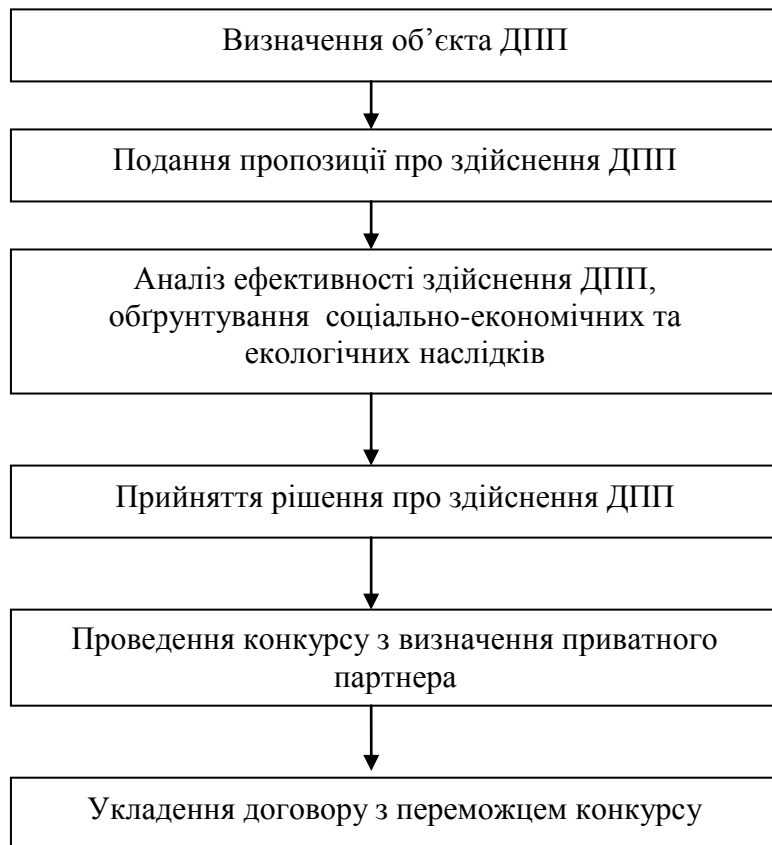 Визначення об’єкта ДПП
Подання пропозиції про здійснення ДПП
Аналіз ефективності здійснення ДПП,
обґрунтування соціально-економічних та
екологічних наслідків
Прийняття рішення про здійснення ДПП
Проведення конкурсу з визначення приватного
партнера
Укладення договору з переможцем конкурсу